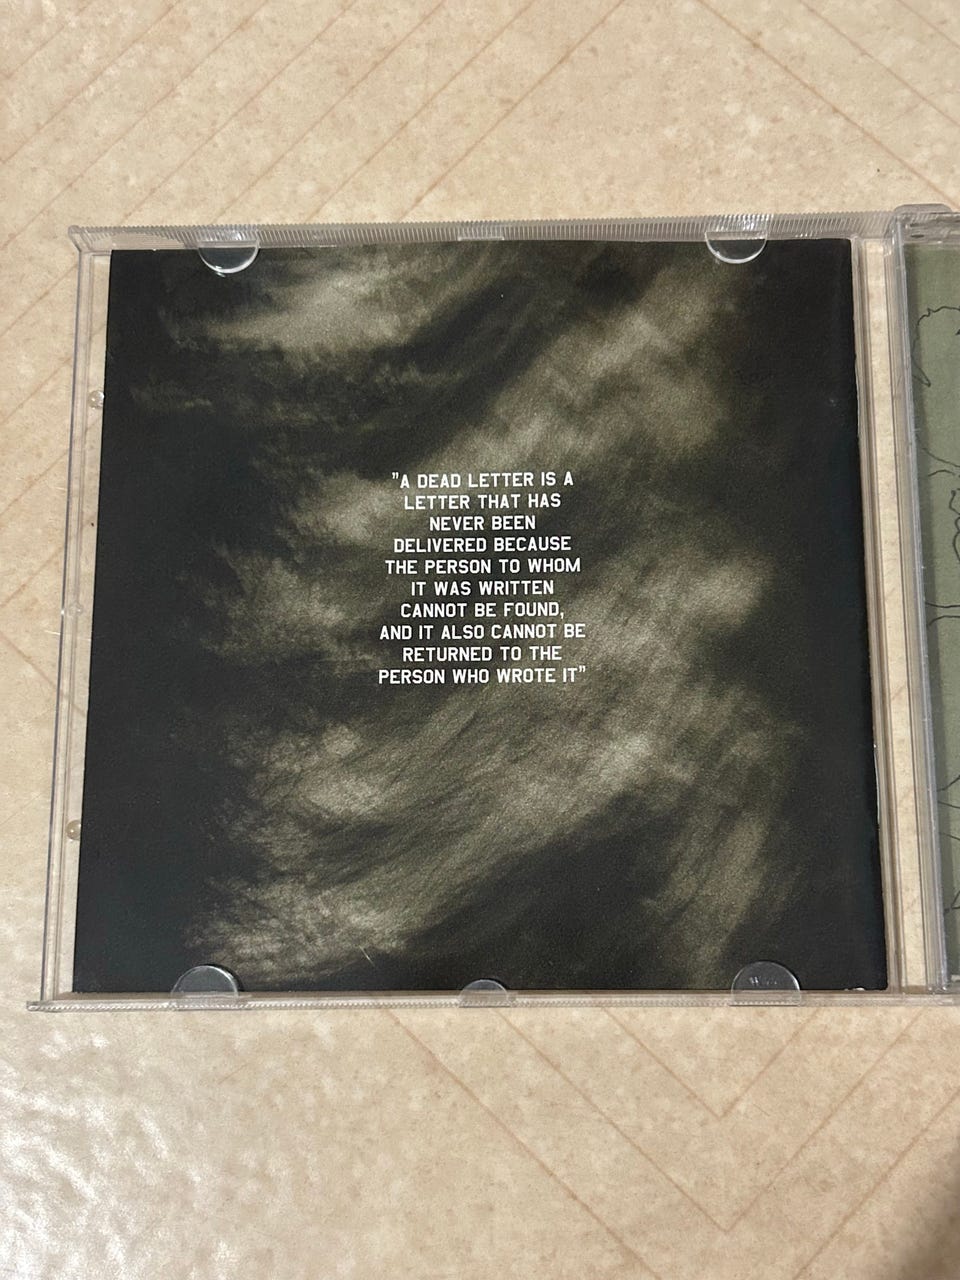 "A DEAD LETTER IS A
LETTER THAT HAS
NEVER BEEN
DELIVERED BECAUSE
THE PERSON TO WHOM
IT WAS WRITTEN
CANNOT BE FOUND,
AND IT ALSO CANNOT BE
RETURNED TO THE
PERSON WHO WROTE IT"